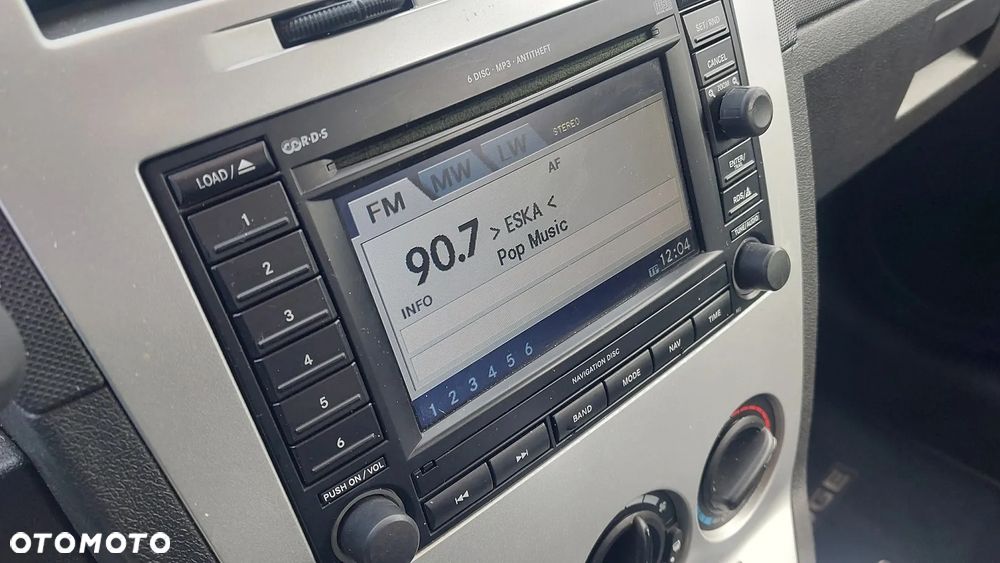 6 DISC · MP3 · ANTITHEFT
R·D·S
LOAD/
1
2
3
4
5
6
PUSH ON / VOL
FM
MW
LW
STEREO
AF
90.7
> ESKA <
Pop Music
INFO
TP
12:04
1 2 3 4 5 6
NAVIGATION DISC
BAND
MODE
NAV
TIME
SET / RND
CANCEL
ZOOM
ENTER/
RDS/
TUNE/AUDIO
OTOMOTO